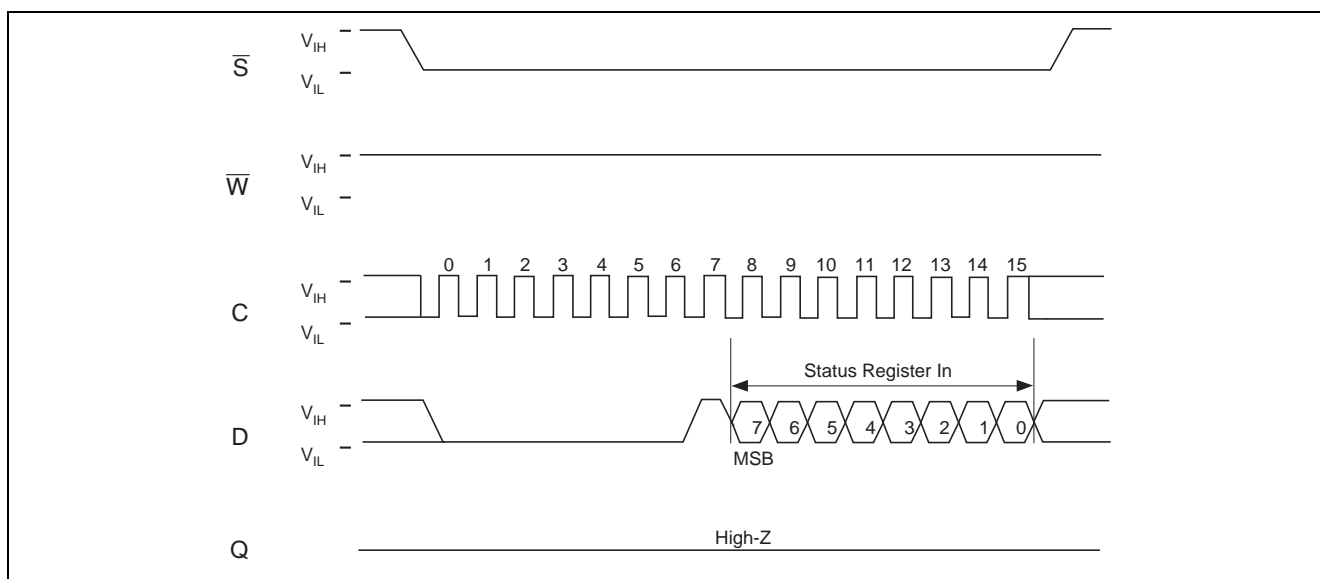 V_IH
S̅
V_IL
V_IH
W̅
V_IL
0 1 2 3 4 5 6 7 8 9 10 11 12 13 14 15
V_IH
C
V_IL
Status Register In
V_IH
D
7 6 5 4 3 2 1 0
V_IL
MSB
High-Z
Q